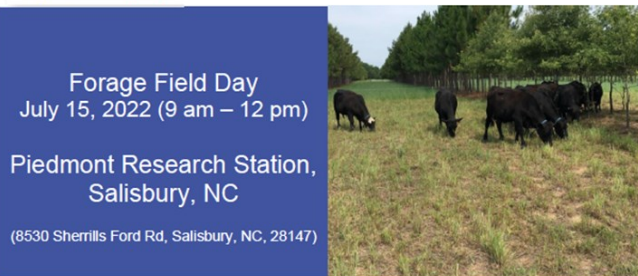 Forage Field Day
July 15, 2022 (9 am – 12 pm)
Piedmont Research Station,
Salisbury, NC
(8530 Sherrills Ford Rd, Salisbury, NC, 28147)